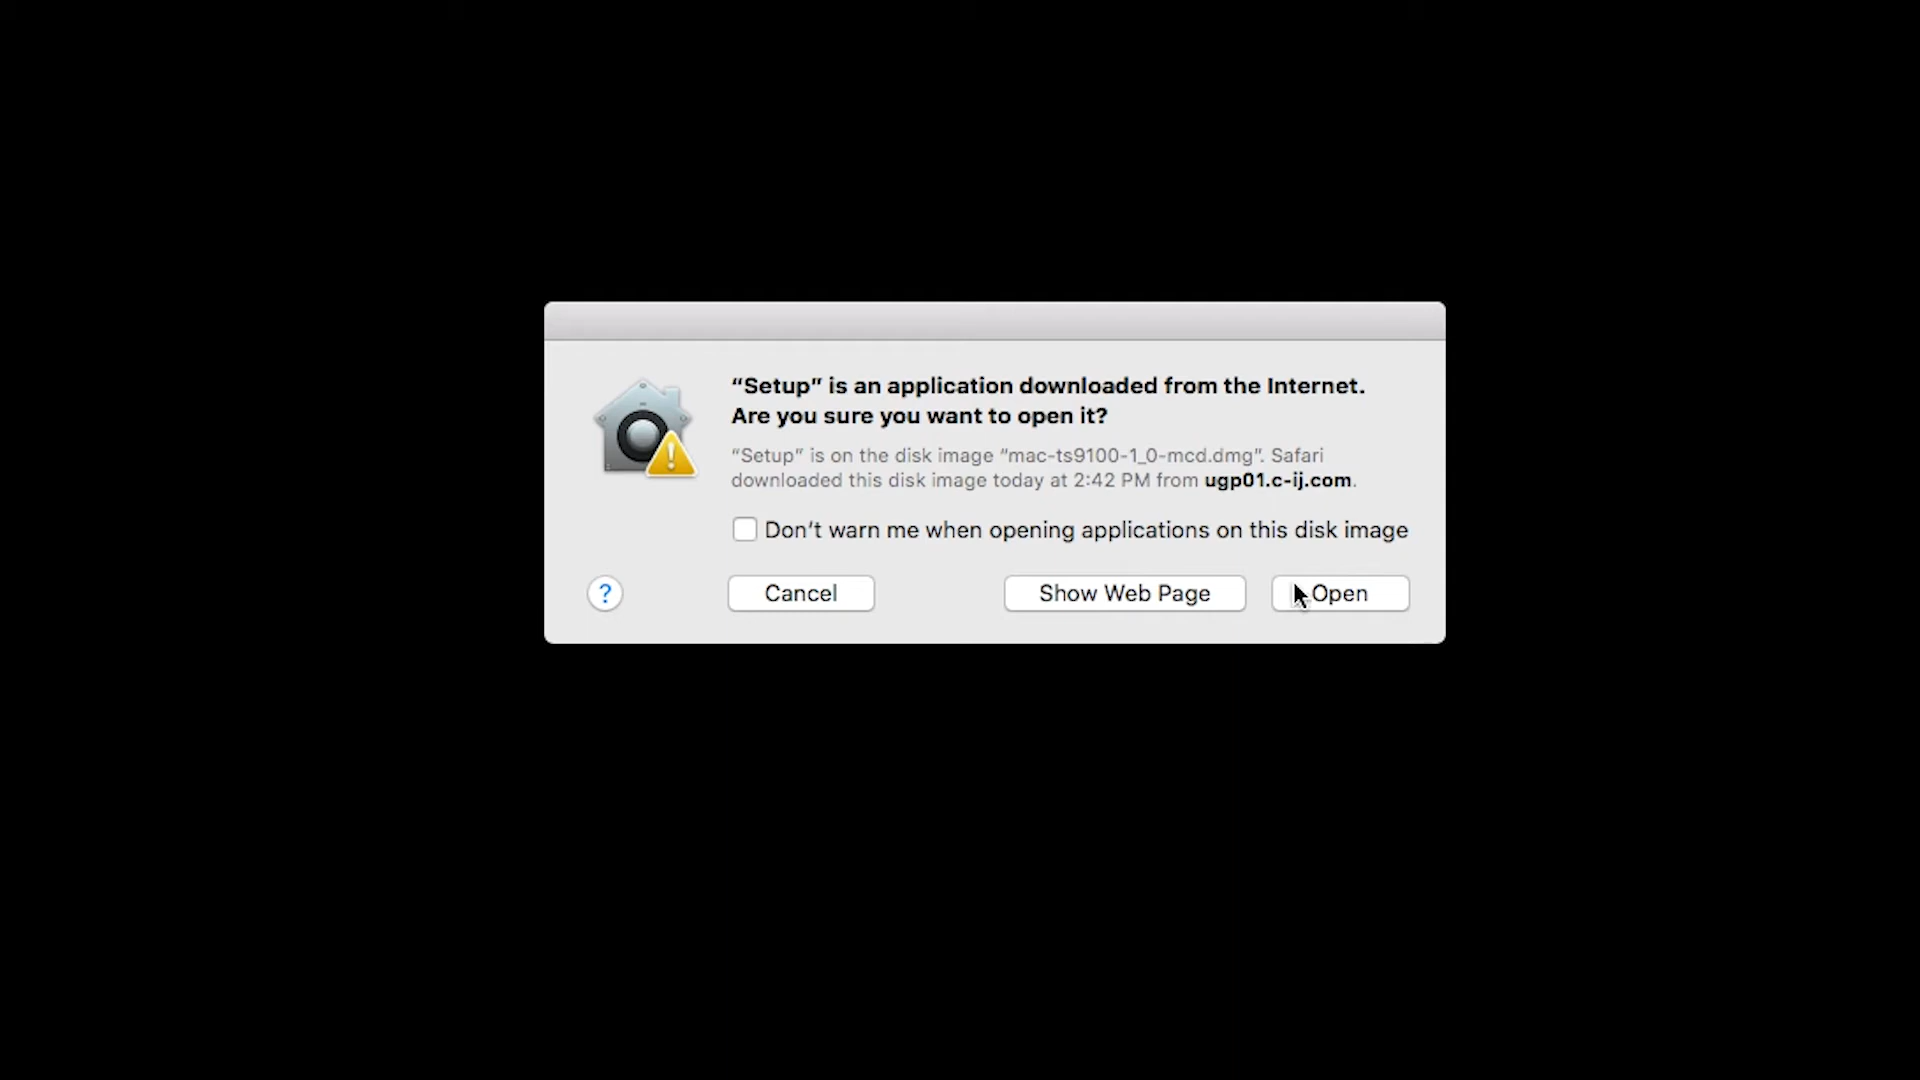 “Setup” is an application downloaded from the Internet.
Are you sure you want to open it?
“Setup” is on the disk image “mac-ts9100-1_0-mcd.dmg”. Safari
downloaded this disk image today at 2:42 PM from ugp01.c-ij.com.
Don’t warn me when opening applications on this disk image
? Cancel Show Web Page Open